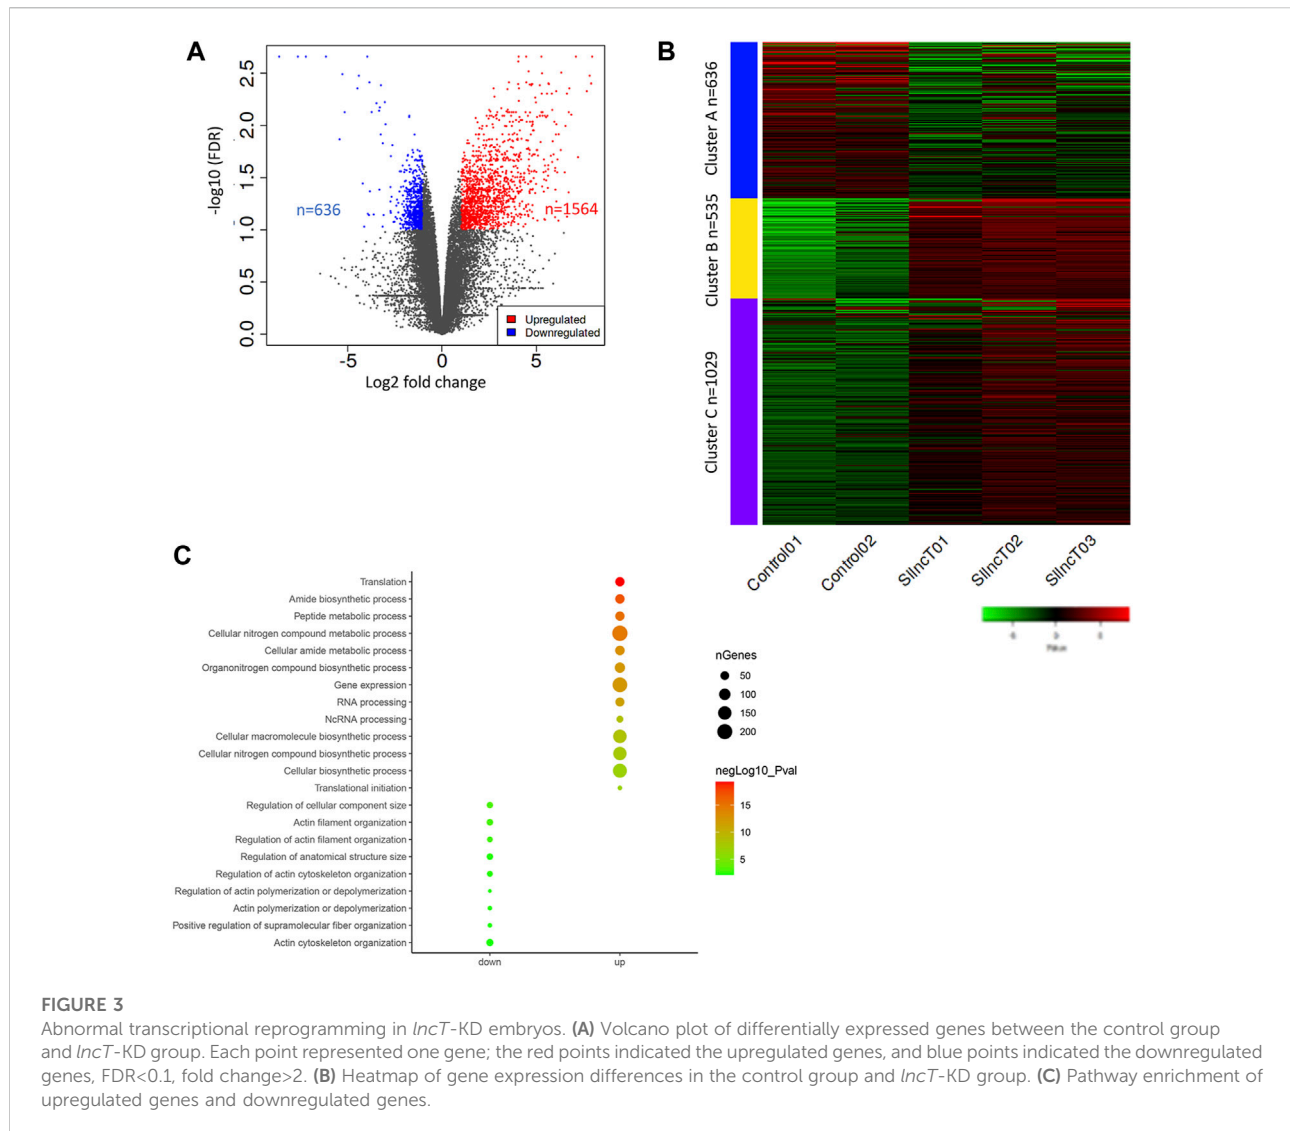 A
-log10 (FDR)
2.5
2.0
1.5
1.0
0.5
0.0
n=636
n=1564
Upregulated
Downregulated
-5
0
5
Log2 fold change
B
Cluster A n=636
Cluster B n=535
Cluster C n=1029
Control01
Control02
SIlncT01
SIlncT02
SIlncT03
C
Translation
Amide biosynthetic process
Peptide metabolic process
Cellular nitrogen compound metabolic process
Cellular amide metabolic process
Organonitrogen compound biosynthetic process
Gene expression
RNA processing
NcRNA processing
Cellular macromolecule biosynthetic process
Cellular nitrogen compound biosynthetic process
Cellular biosynthetic process
Translational initiation
Regulation of cellular component size
Actin filament organization
Regulation of actin filament organization
Regulation of anatomical structure size
Regulation of actin cytoskeleton organization
Regulation of actin polymerization or depolymerization
Actin polymerization or depolymerization
Positive regulation of supramolecular fiber organization
Actin cytoskeleton organization
down
up
nGenes
50
100
150
200
negLog10_Pval
15
10
5
FIGURE 3
Abnormal transcriptional reprogramming in lncT-KD embryos. (A) Volcano plot of differentially expressed genes between the control group
and lncT-KD group. Each point represented one gene; the red points indicated the upregulated genes, and blue points indicated the downregulated
genes, FDR<0.1, fold change>2. (B) Heatmap of gene expression differences in the control group and lncT-KD group. (C) Pathway enrichment of
upregulated genes and downregulated genes.